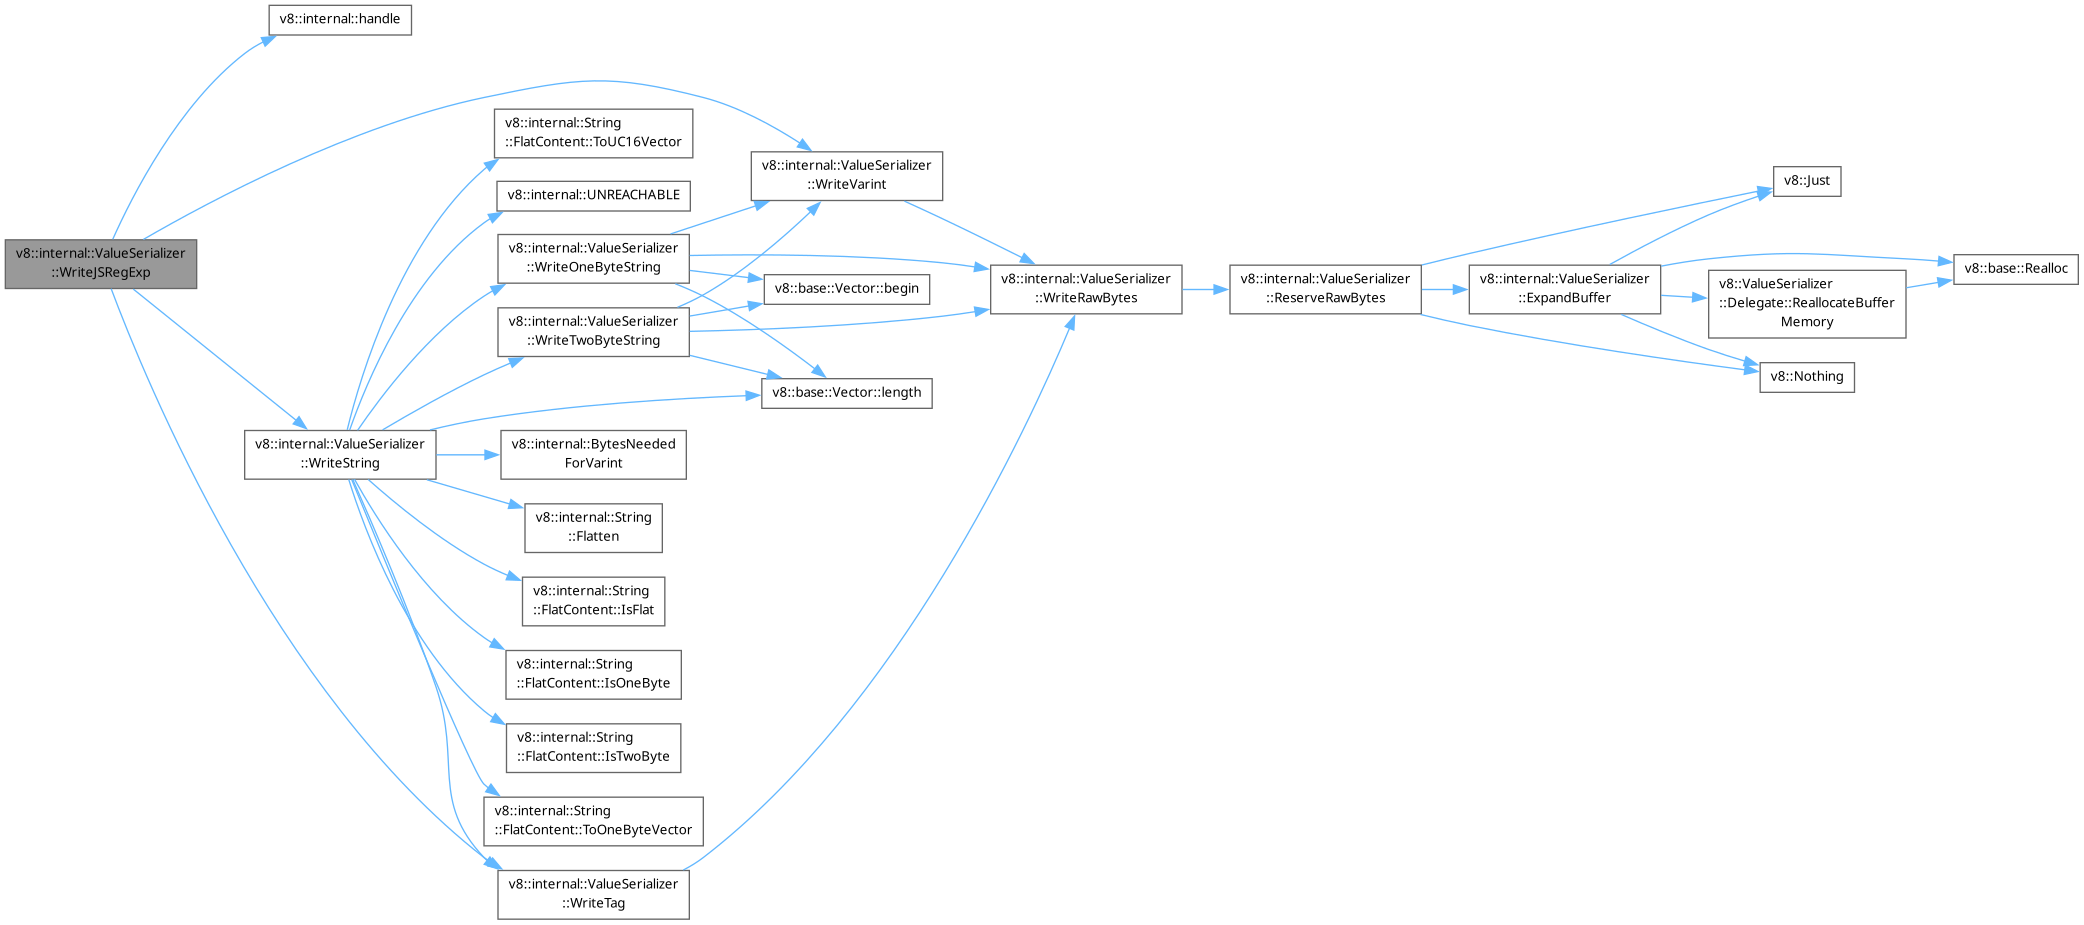 v8::internal::handle
v8::internal::ValueSerializer
::WriteJSRegExp
v8::internal::ValueSerializer
::WriteString
v8::internal::String
::FlatContent::ToUC16Vector
v8::internal::UNREACHABLE
v8::internal::ValueSerializer
::WriteOneByteString
v8::internal::ValueSerializer
::WriteTwoByteString
v8::internal::BytesNeeded
ForVarint
v8::internal::String
::Flatten
v8::internal::String
::FlatContent::IsFlat
v8::internal::String
::FlatContent::IsOneByte
v8::internal::String
::FlatContent::IsTwoByte
v8::internal::String
::FlatContent::ToOneByteVector
v8::internal::ValueSerializer
::WriteTag
v8::internal::ValueSerializer
::WriteVarint
v8::base::Vector::begin
v8::base::Vector::length
v8::internal::ValueSerializer
::WriteRawBytes
v8::internal::ValueSerializer
::ReserveRawBytes
v8::internal::ValueSerializer
::ExpandBuffer
v8::Just
v8::ValueSerializer
::Delegate::ReallocateBuffer
Memory
v8::Nothing
v8::base::Realloc